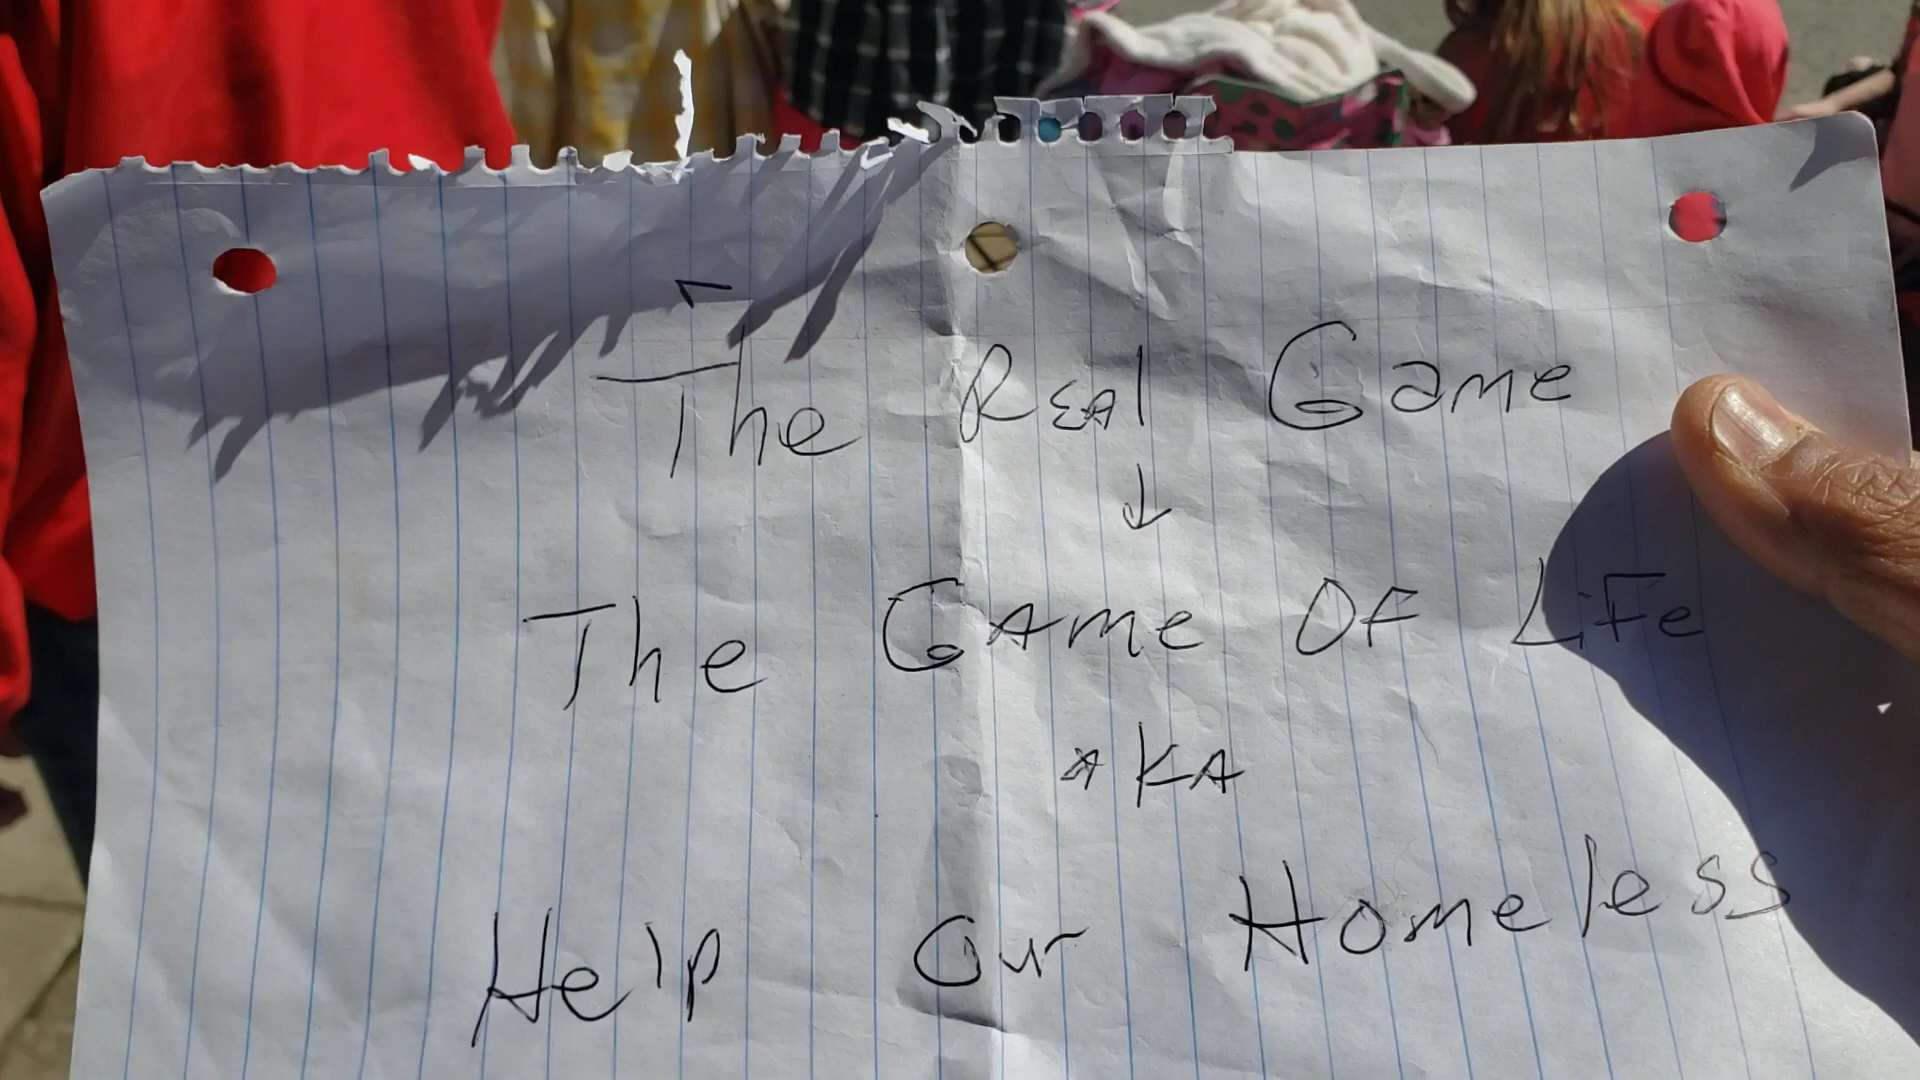 The Real Game
↓
The GAme OF LiFe
AKA
Help Our Homeless